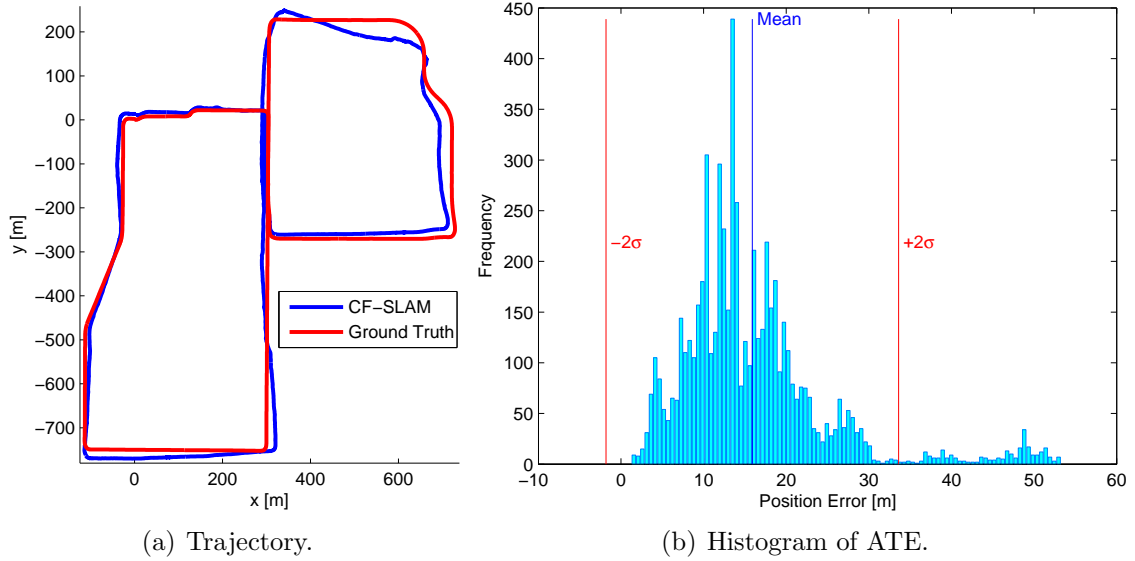 200
100
0
−100
−200
−300
−400
−500
−600
−700
y [m]
0
200
400
600
x [m]
CF−SLAM
Ground Truth
(a) Trajectory.
450
400
350
300
250
200
150
100
50
0
Frequency
−10
0
10
20
30
40
50
60
Position Error [m]
Mean
−2σ
+2σ
(b) Histogram of ATE.